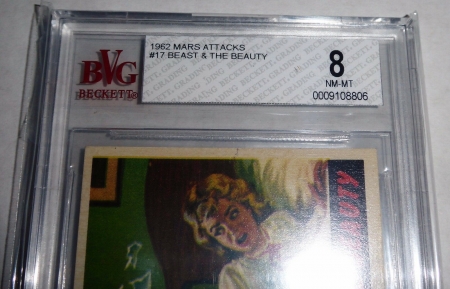 1962 MARS ATTACKS
#17 BEAST & THE BEAUTY
BVG
BECKETT
8
NM-MT
0009108806